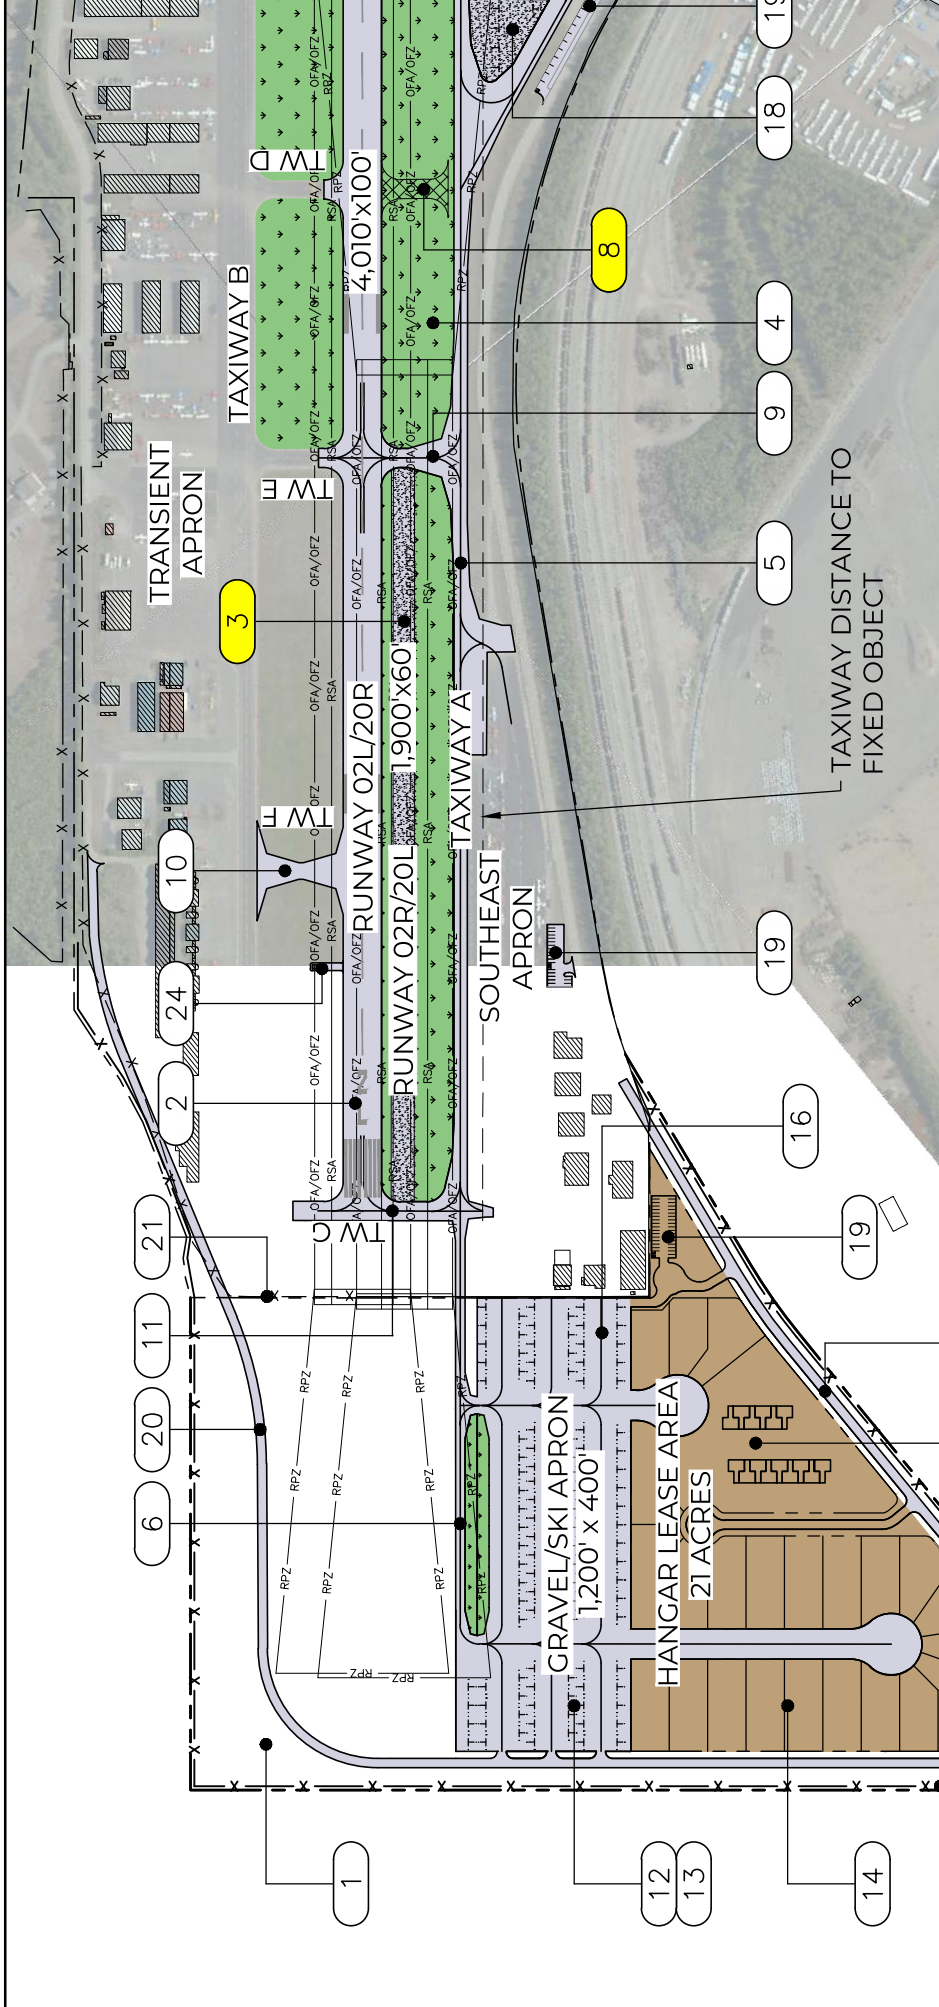 TRANSIENT
APRON
TAXIWAY B
TW D
TW E
TW F
TW C
4,010'x100'
RUNWAY 02L/20R
RUNWAY 02R/20L
1,900'x60'
TAXIWAY A
SOUTHEAST
APRON
TAXIWAY DISTANCE TO
FIXED OBJECT
GRAVEL/SKI APRON
1,200' x 400'
HANGAR LEASE AREA
21 ACRES
OFA/OFZ
RSA
RPZ
1
2
3
4
5
6
8
9
10
11
12
13
14
16
18
19
19
19
20
21
24